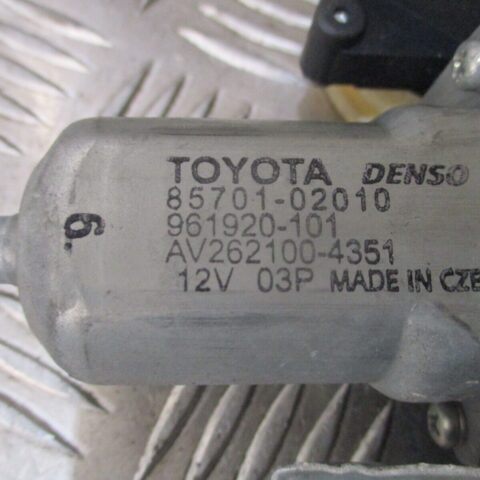 TOYOTA DENSO
85701-02010
961920-101
AV262100-4351
12V 03P MADE IN CZE
6.